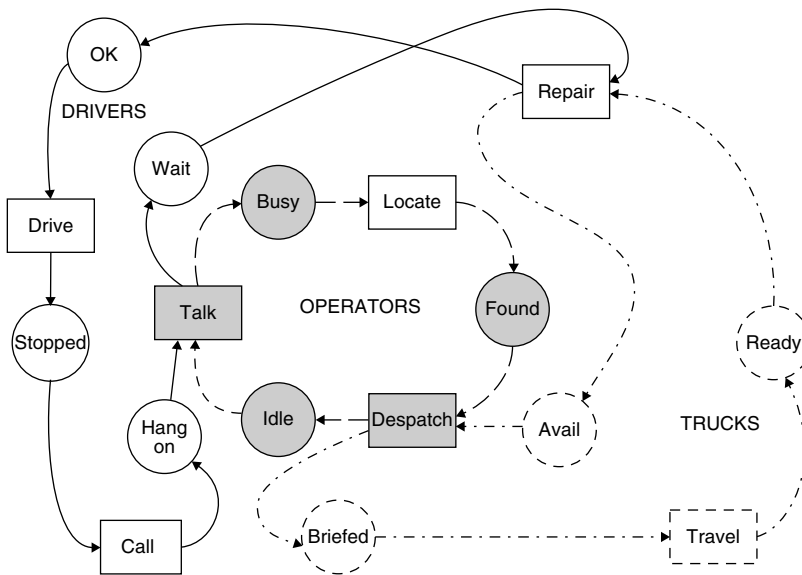 OK
Repair
DRIVERS
Wait
Busy
Locate
Drive
Talk
OPERATORS
Found
Stopped
Ready
Idle
Despatch
Hang
on
Avail
TRUCKS
Call
Briefed
Travel